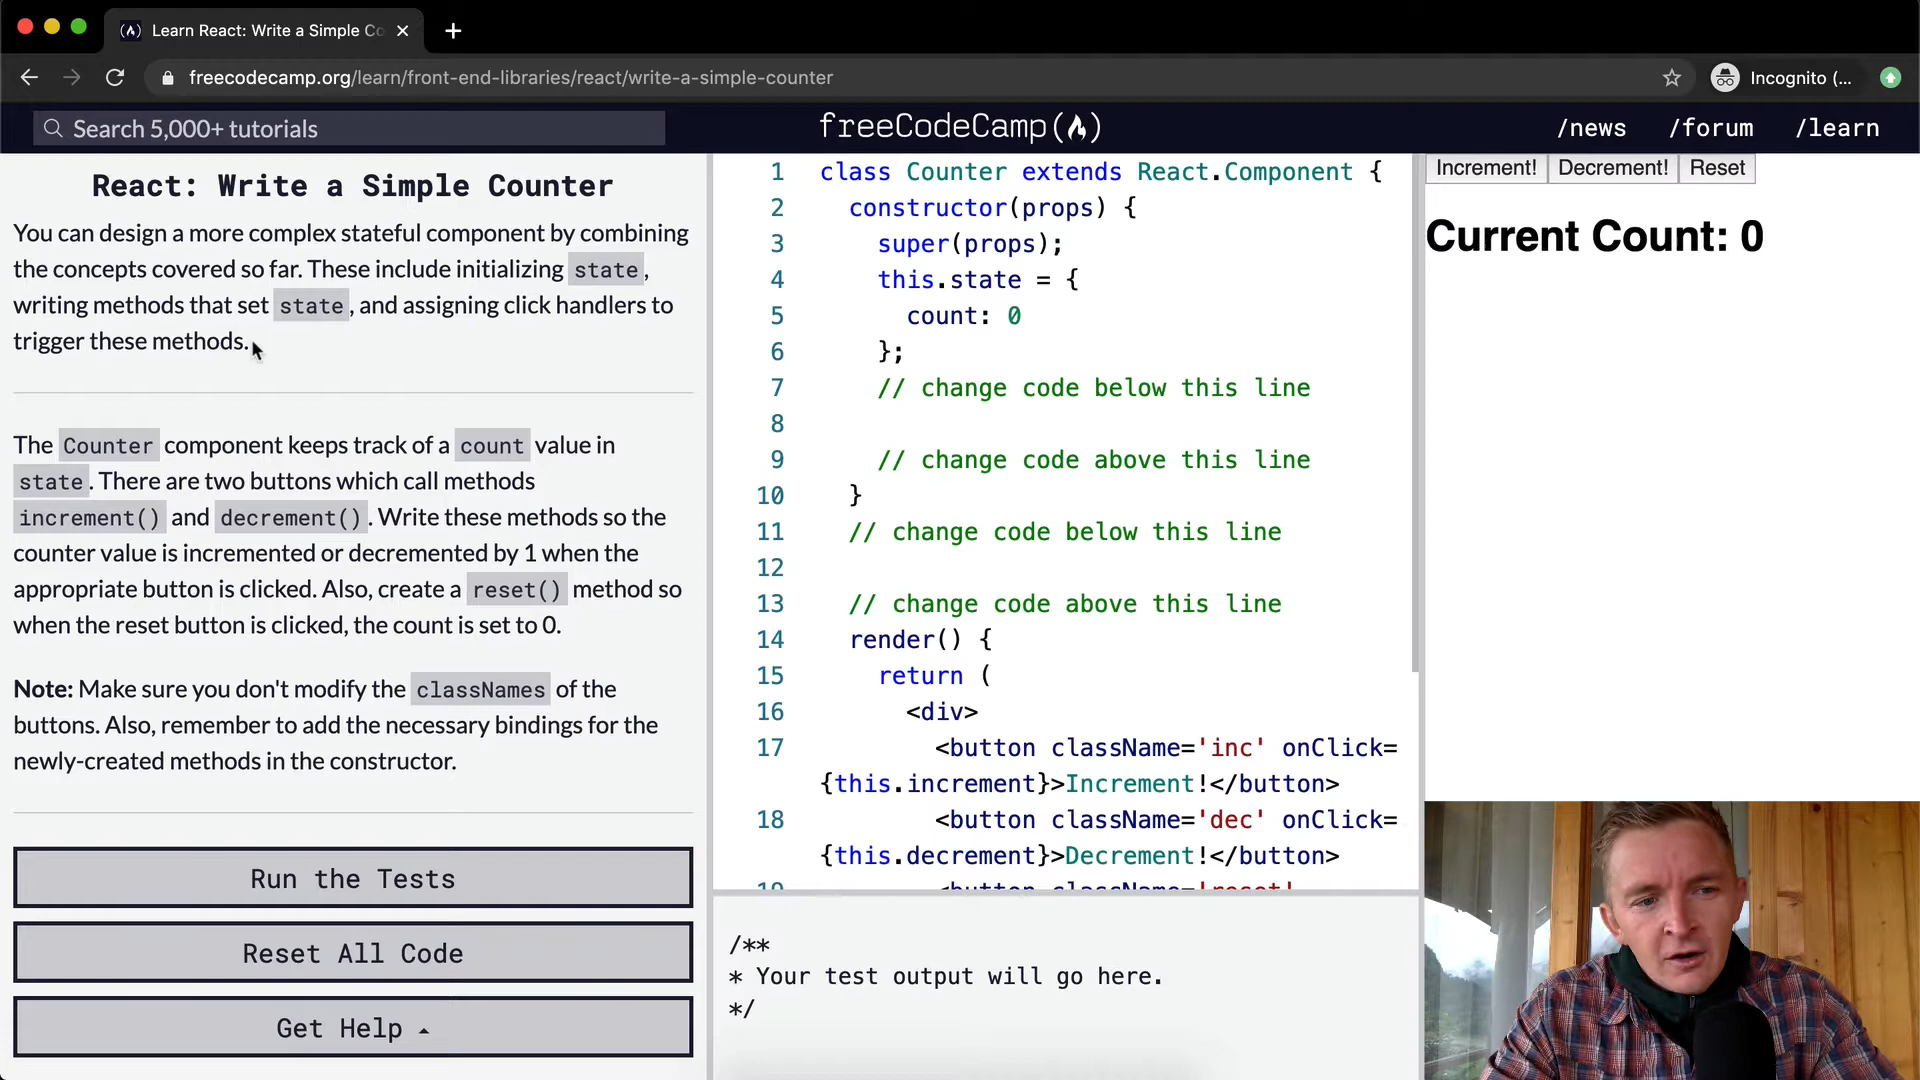 Learn React: Write a Simple Co
freecodecamp.org/learn/front-end-libraries/react/write-a-simple-counter
Incognito (...
Search 5,000+ tutorials
freeCodeCamp
/news
/forum
/learn
React: Write a Simple Counter
You can design a more complex stateful component by combining
the concepts covered so far. These include initializing state,
writing methods that set state, and assigning click handlers to
trigger these methods.
The Counter component keeps track of a count value in
state. There are two buttons which call methods
increment() and decrement(). Write these methods so the
counter value is incremented or decremented by 1 when the
appropriate button is clicked. Also, create a reset() method so
when the reset button is clicked, the count is set to 0.
Note: Make sure you don't modify the classNames of the
buttons. Also, remember to add the necessary bindings for the
newly-created methods in the constructor.
Run the Tests
Reset All Code
Get Help
1 class Counter extends React.Component {
2 constructor(props) {
3 super(props);
4 this.state = {
5 count: 0
6 };
7 // change code below this line
8
9 // change code above this line
10 }
11 // change code below this line
12
13 // change code above this line
14 render() {
15 return (
16 <div>
17 <button className='inc' onClick=
{this.increment}>Increment!</button>
18 <button className='dec' onClick=
{this.decrement}>Decrement!</button>
19 <button className='reset'
/**
* Your test output will go here.
*/
Increment!
Decrement!
Reset
Current Count: 0